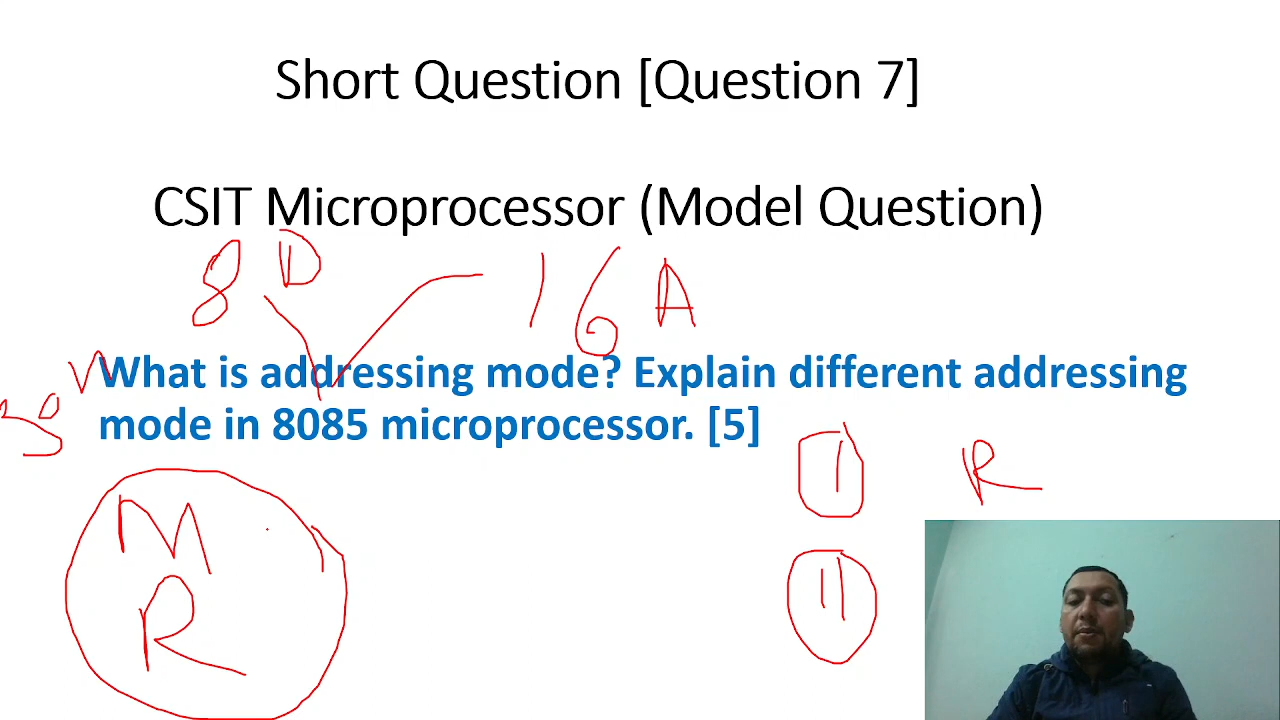 Short Question [Question 7]
CSIT Microprocessor (Model Question)
8 D 16 A
What is addressing mode? Explain different addressing
mode in 8085 microprocessor. [5]
M
R
I R
II